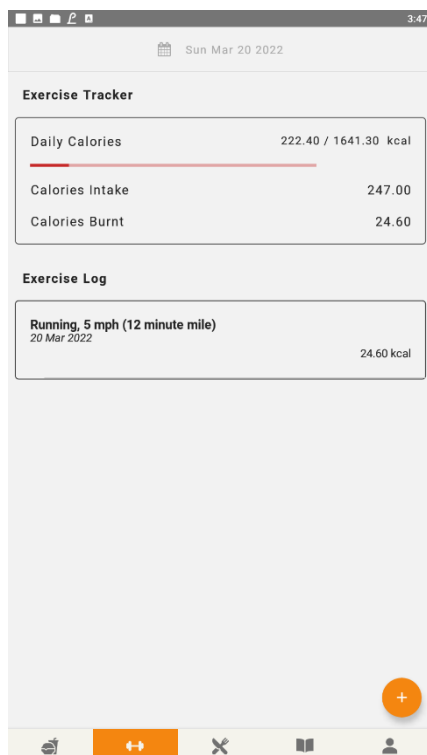 3:47
Sun Mar 20 2022
Exercise Tracker
Daily Calories 222.40 / 1641.30 kcal
Calories Intake 247.00
Calories Burnt 24.60
Exercise Log
Running, 5 mph (12 minute mile)
20 Mar 2022
24.60 kcal
+